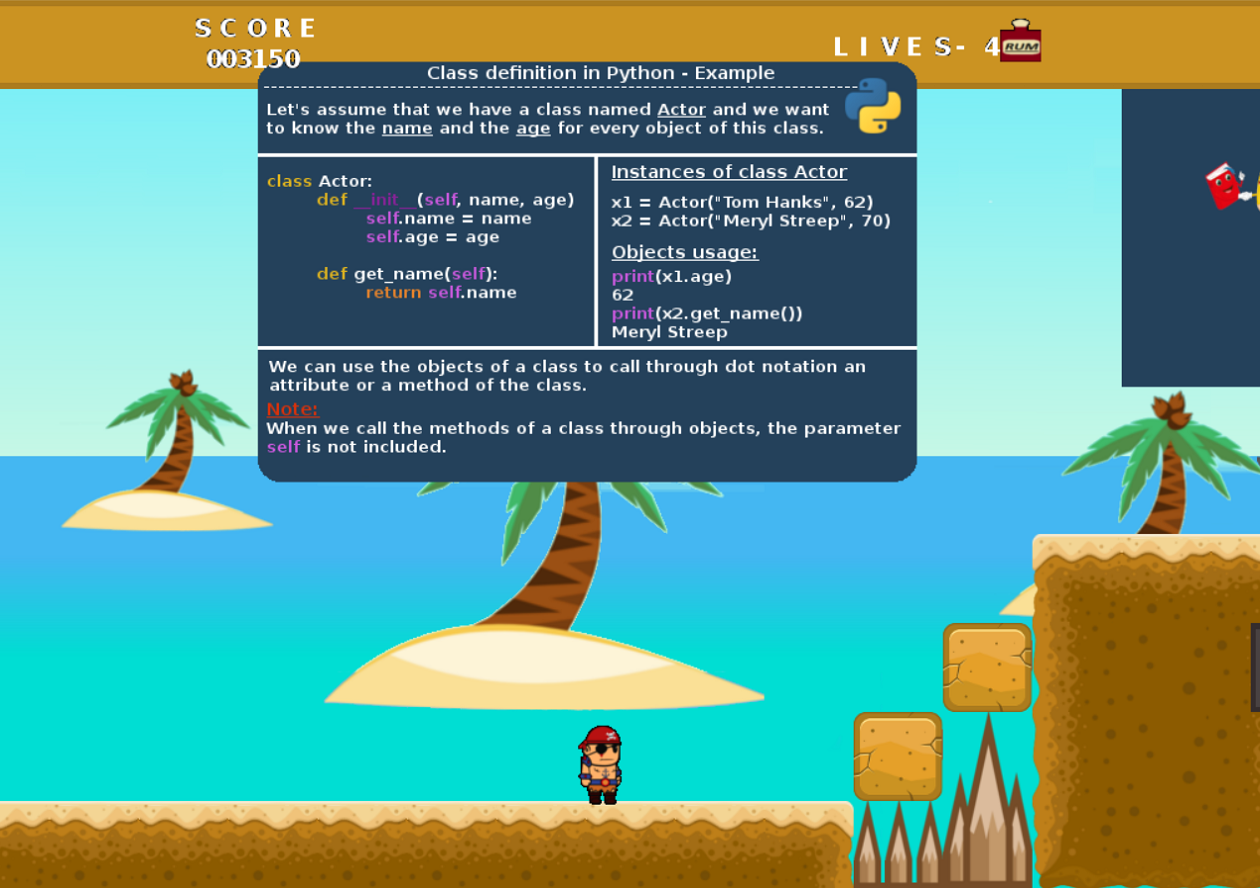 SCORE
003150
LIVES- 4
RUM
Class definition in Python - Example
Let's assume that we have a class named Actor and we want
to know the name and the age for every object of this class.
class Actor:
def __init__(self, name, age)
self.name = name
self.age = age
def get_name(self):
return self.name
Instances of class Actor
x1 = Actor("Tom Hanks", 62)
x2 = Actor("Meryl Streep", 70)
Objects usage:
print(x1.age)
62
print(x2.get_name())
Meryl Streep
We can use the objects of a class to call through dot notation an
attribute or a method of the class.
Note:
When we call the methods of a class through objects, the parameter
self is not included.